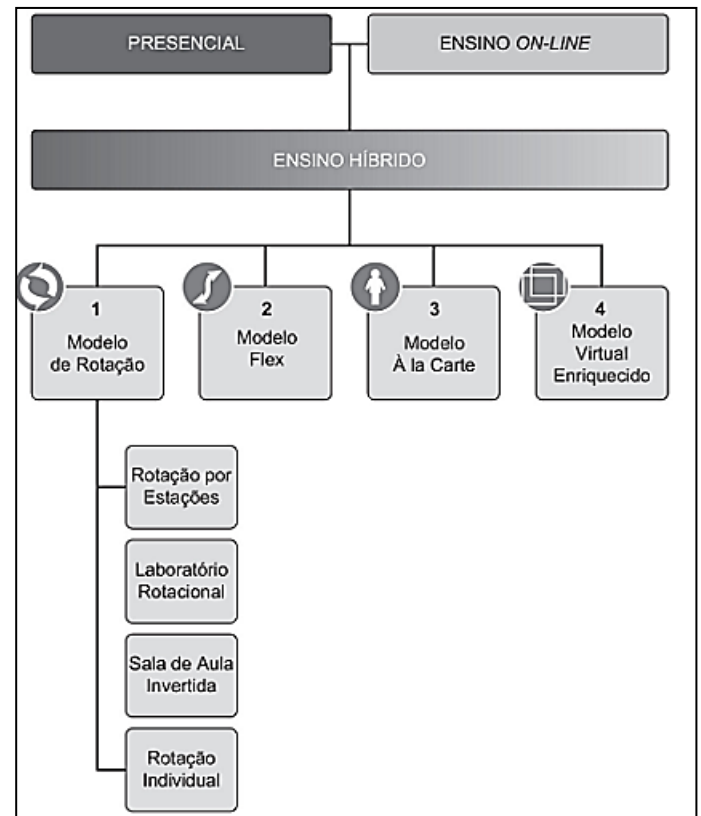 PRESENCIAL
ENSINO ON-LINE
ENSINO HÍBRIDO
1
Modelo
de Rotação
2
Modelo
Flex
3
Modelo
À la Carte
4
Modelo
Virtual
Enriquecido
Rotação por
Estações
Laboratório
Rotacional
Sala de Aula
Invertida
Rotação
Individual